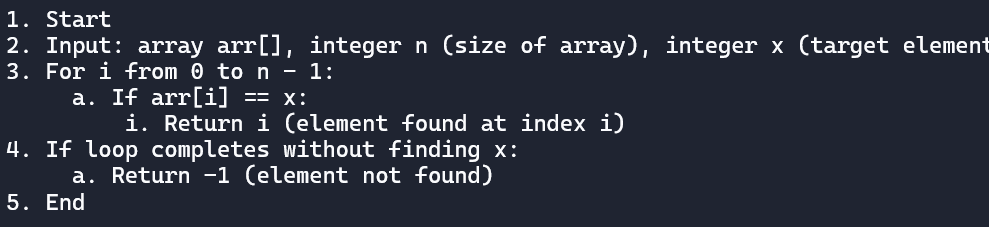 1. Start
2. Input: array arr[], integer n (size of array), integer x (target element
3. For i from 0 to n - 1:
a. If arr[i] == x:
i. Return i (element found at index i)
4. If loop completes without finding x:
a. Return -1 (element not found)
5. End